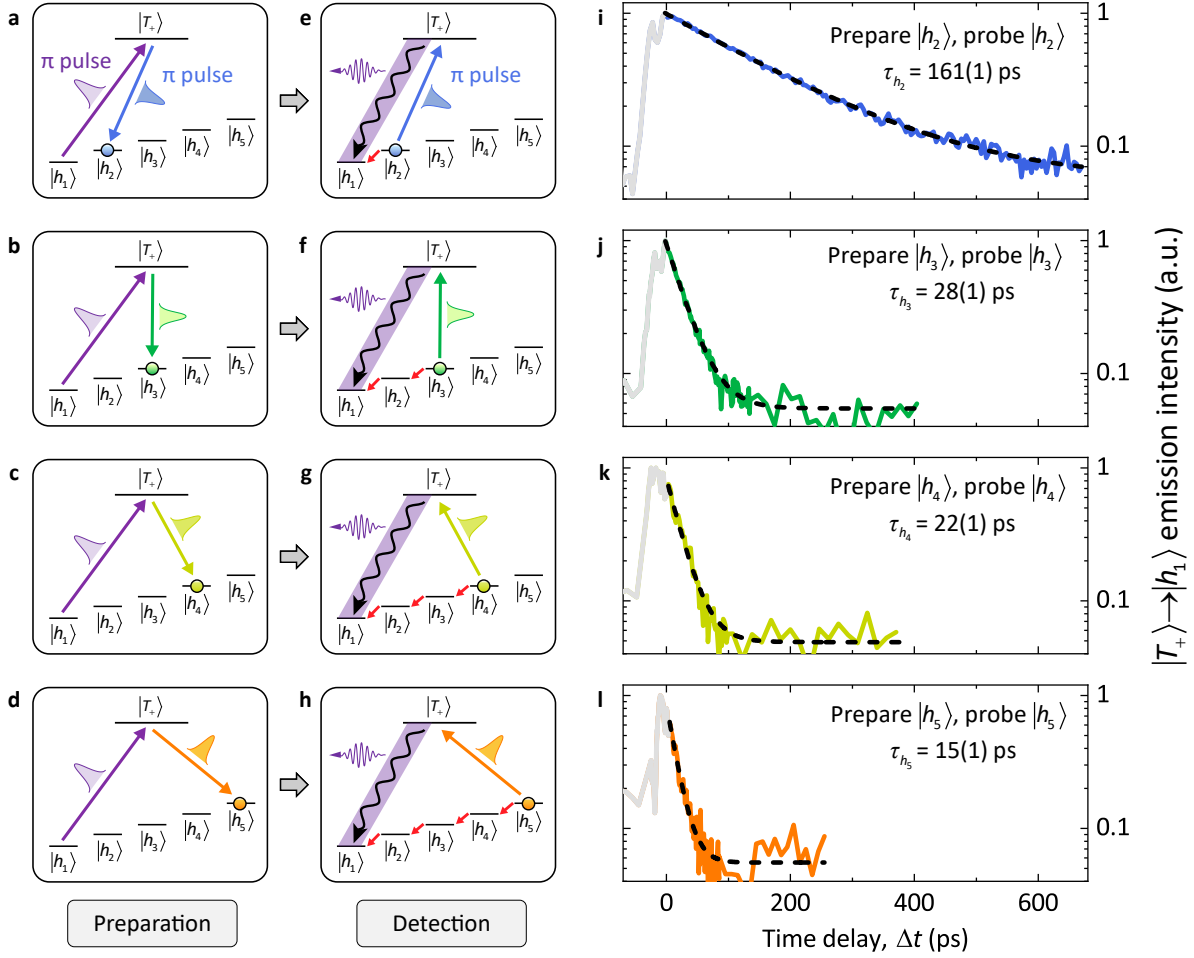 a
|T₊⟩
π pulse
π pulse
|h₁⟩
|h₂⟩
|h₃⟩
|h₄⟩
|h₅⟩
e
|T₊⟩
π pulse
|h₁⟩
|h₂⟩
|h₃⟩
|h₄⟩
|h₅⟩
i
Prepare |h₂⟩, probe |h₂⟩
τₕ₂ = 161(1) ps
1
0.1
b
|T₊⟩
|h₁⟩
|h₂⟩
|h₃⟩
|h₄⟩
|h₅⟩
f
|T₊⟩
|h₁⟩
|h₂⟩
|h₃⟩
|h₄⟩
|h₅⟩
j
Prepare |h₃⟩, probe |h₃⟩
τₕ₃ = 28(1) ps
1
0.1
c
|T₊⟩
|h₁⟩
|h₂⟩
|h₃⟩
|h₄⟩
|h₅⟩
g
|T₊⟩
|h₁⟩
|h₂⟩
|h₃⟩
|h₄⟩
|h₅⟩
k
Prepare |h₄⟩, probe |h₄⟩
τₕ₄ = 22(1) ps
1
0.1
d
|T₊⟩
|h₁⟩
|h₂⟩
|h₃⟩
|h₄⟩
|h₅⟩
h
|T₊⟩
|h₁⟩
|h₂⟩
|h₃⟩
|h₄⟩
|h₅⟩
l
Prepare |h₅⟩, probe |h₅⟩
τₕ₅ = 15(1) ps
1
0.1
0 200 400 600
Time delay, Δt (ps)
|T₊⟩→|h₁⟩ emission intensity (a.u.)
Preparation
Detection